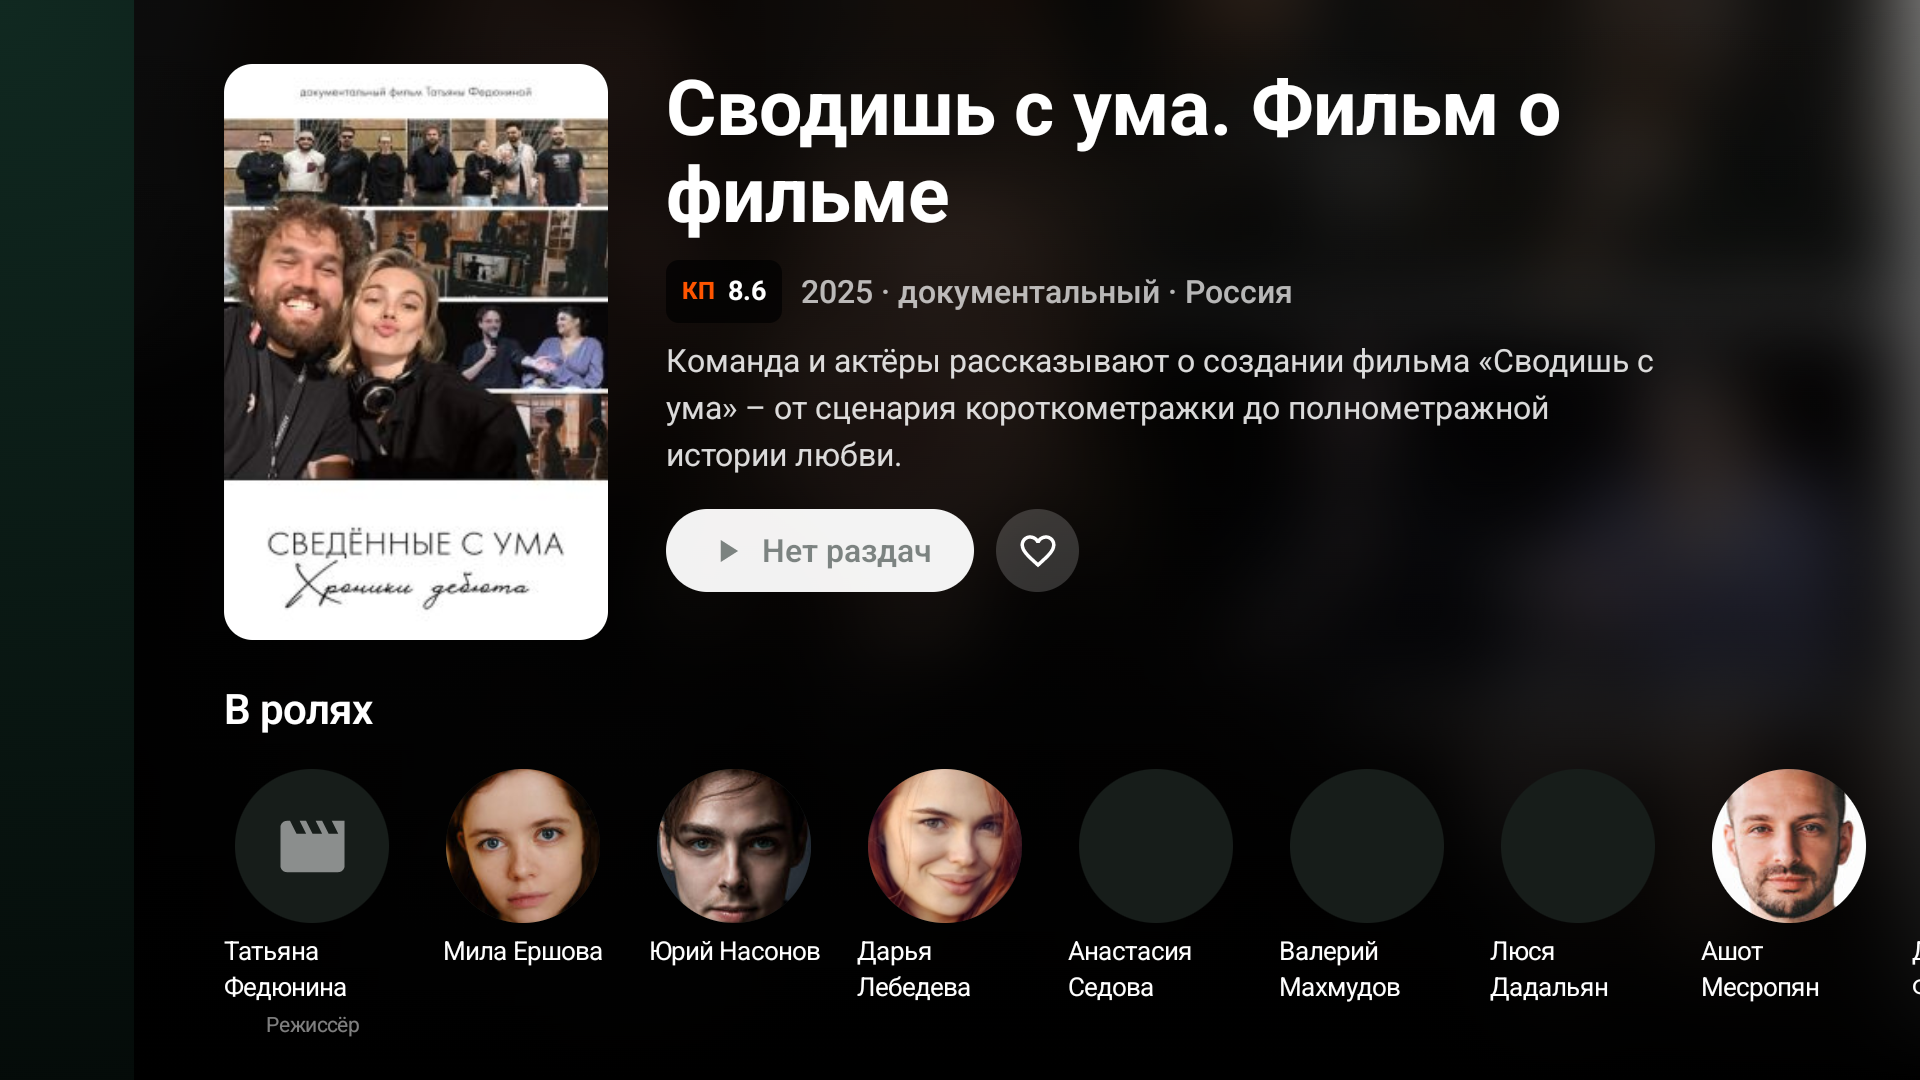 документальный фильм Татьяны Федюниной
СВЕДЁННЫЕ С УМА
Хроники дебюта
Сводишь с ума. Фильм о
фильме
КП 8.6 2025 · документальный · Россия
Команда и актёры рассказывают о создании фильма «Сводишь с
ума» – от сценария короткометражки до полнометражной
истории любви.
Нет раздач
В ролях
Татьяна
Федюнина
Режиссёр
Мила Ершова
Юрий Насонов
Дарья
Лебедева
Анастасия
Седова
Валерий
Махмудов
Люся
Дадальян
Ашот
Месропян